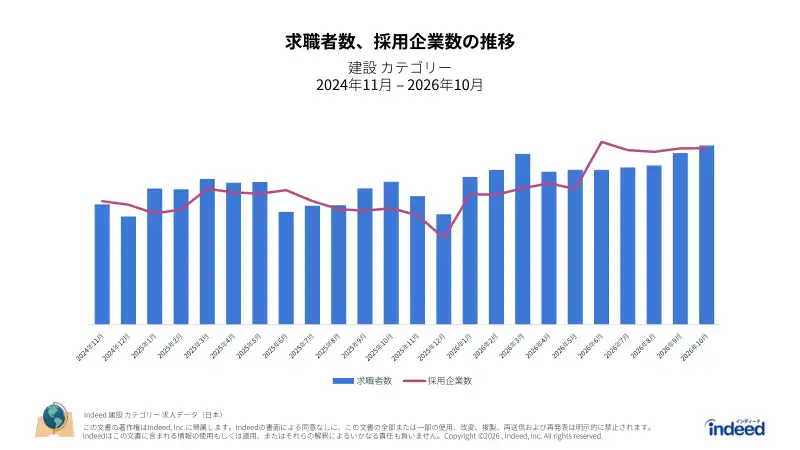 求職者数、採用企業数の推移
建設 カテゴリー
2024年11月 – 2026年10月
2024年11月
2024年12月
2025年1月
2025年2月
2025年3月
2025年4月
2025年5月
2025年6月
2025年7月
2025年8月
2025年9月
2025年10月
2025年11月
2025年12月
2026年1月
2026年2月
2026年3月
2026年4月
2026年5月
2026年6月
2026年7月
2026年8月
2026年9月
2026年10月
求職者数 採用企業数
Indeed 建設 カテゴリー 求人データ（日本）
この文書の著作権はIndeed, Inc.に帰属します。Indeedの書面による同意なしに、この文書の全部または一部の使用、改変、複製、再送信および再発表は明示的に禁止されます。
Indeedはこの文書に含まれる情報の使用もしくは適用、またはそれらの解釈によるいかなる責任も負いません。Copyright ©2026 , Indeed, Inc. All rights reserved.
インディード
indeed